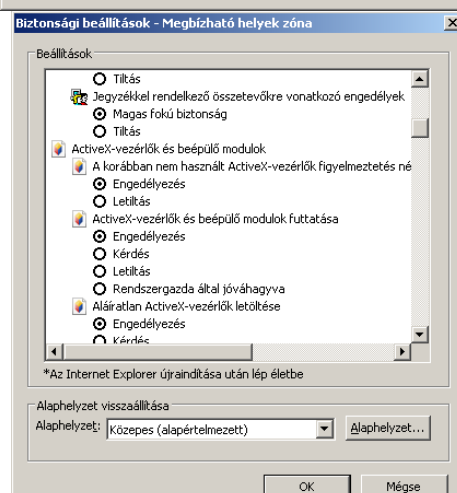 Biztonsági beállítások - Megbízható helyek zóna
Beállítások
Tiltás
Jegyzékkel rendelkező összetevőkre vonatkozó engedélyek
Magas fokú biztonság
Tiltás
ActiveX-vezérlők és beépülő modulok
A korábban nem használt ActiveX-vezérlők figyelmeztetés né
Engedélyezés
Letiltás
ActiveX-vezérlők és beépülő modulok futtatása
Engedélyezés
Kérdés
Letiltás
Rendszergazda által jóváhagyva
Aláíratlan ActiveX-vezérlők letöltése
Engedélyezés
Kérdés
*Az Internet Explorer újraindítása után lép életbe
Alaphelyzet visszaállítása
Alaphelyzet: Közepes (alapértelmezett) Alaphelyzet...
OK Mégse